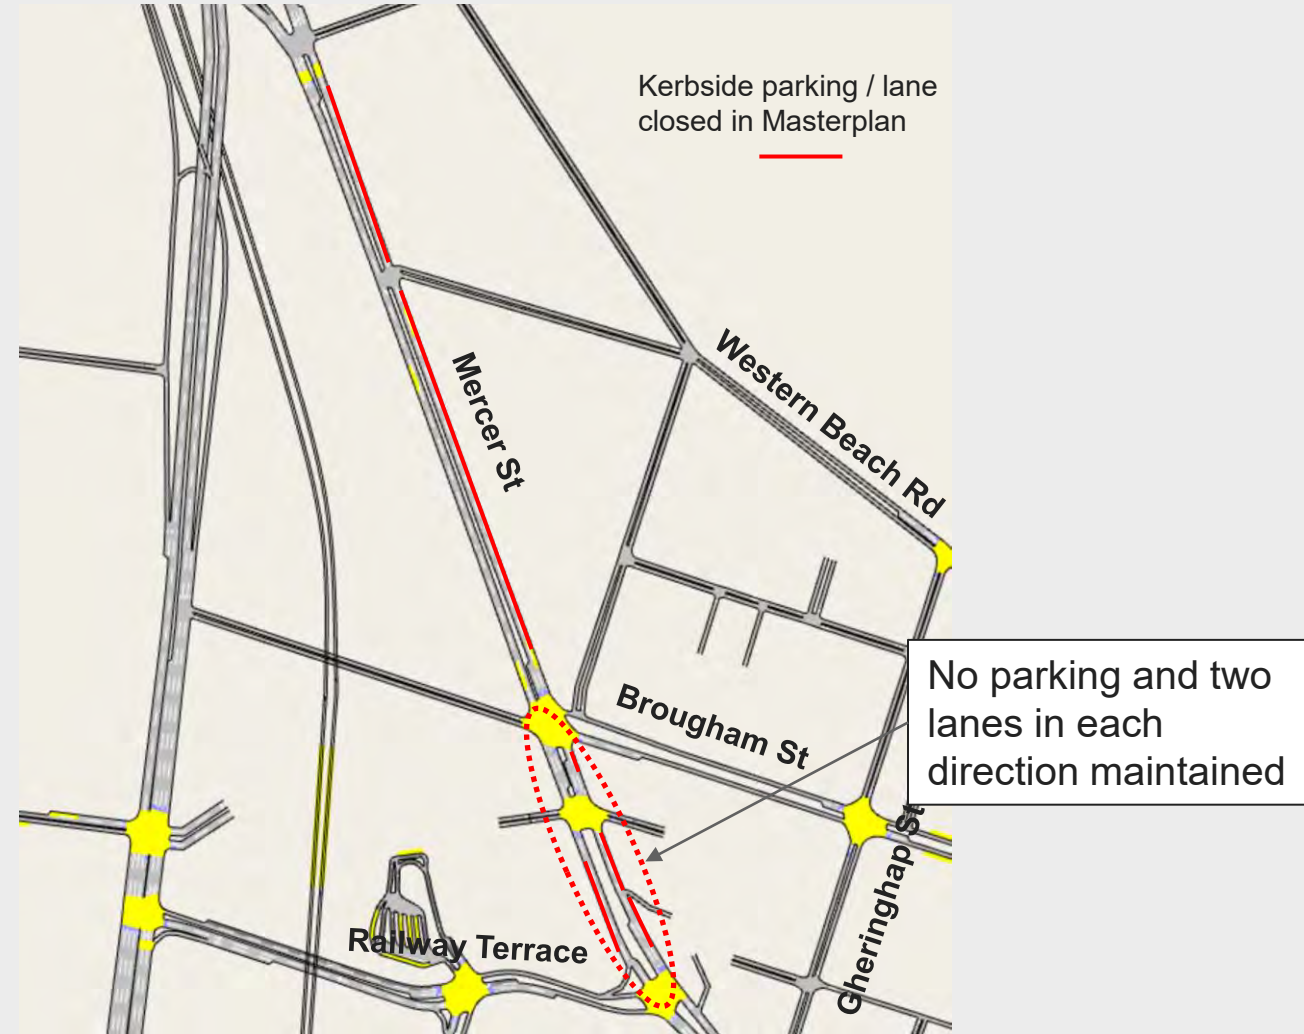 Kerbside parking / lane
closed in Masterplan
Western Beach Rd
Mercer St
No parking and two
lanes in each
direction maintained
Brougham St
Gheringhap St
Railway Terrace